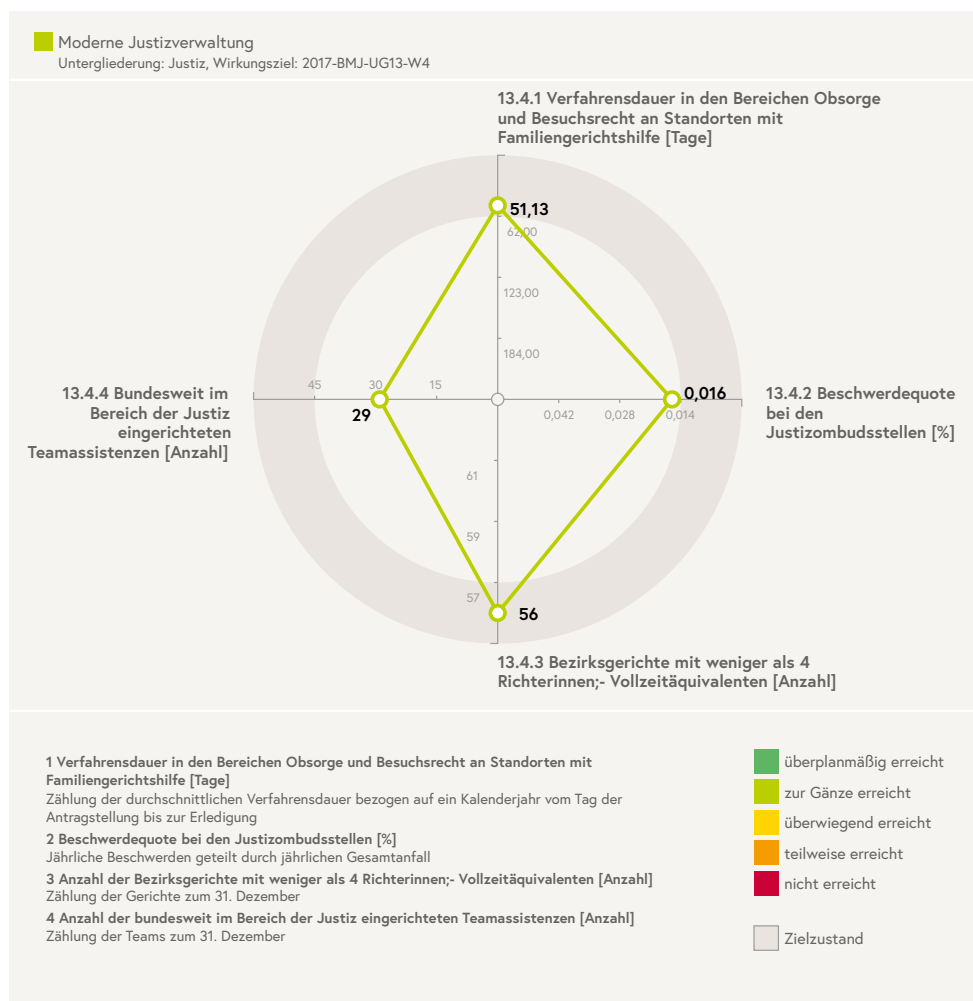 Moderne Justizverwaltung
Untergliederung: Justiz, Wirkungsziel: 2017-BMJ-UG13-W4
13.4.1 Verfahrensdauer in den Bereichen Obsorge
und Besuchsrecht an Standorten mit
Familiengerichtshilfe [Tage]
51,13
62,00
123,00
184,00
13.4.4 Bundesweit im
Bereich der Justiz
eingerichteten
Teamassistenzen [Anzahl]
45
30
15
29
0,016
0,042
0,028
0,014
13.4.2 Beschwerdequote
bei den
Justizombudsstellen [%]
61
59
57
56
13.4.3 Bezirksgerichte mit weniger als 4
Richterinnen;- Vollzeitäquivalenten [Anzahl]
1 Verfahrensdauer in den Bereichen Obsorge und Besuchsrecht an Standorten mit
Familiengerichtshilfe [Tage]
Zählung der durchschnittlichen Verfahrensdauer bezogen auf ein Kalenderjahr vom Tag der
Antragstellung bis zur Erledigung
2 Beschwerdequote bei den Justizombudsstellen [%]
Jährliche Beschwerden geteilt durch jährlichen Gesamtanfall
3 Anzahl der Bezirksgerichte mit weniger als 4 Richterinnen;- Vollzeitäquivalenten [Anzahl]
Zählung der Gerichte zum 31. Dezember
4 Anzahl der bundesweit im Bereich der Justiz eingerichteten Teamassistenzen [Anzahl]
Zählung der Teams zum 31. Dezember
überplanmäßig erreicht
zur Gänze erreicht
überwiegend erreicht
teilweise erreicht
nicht erreicht
Zielzustand